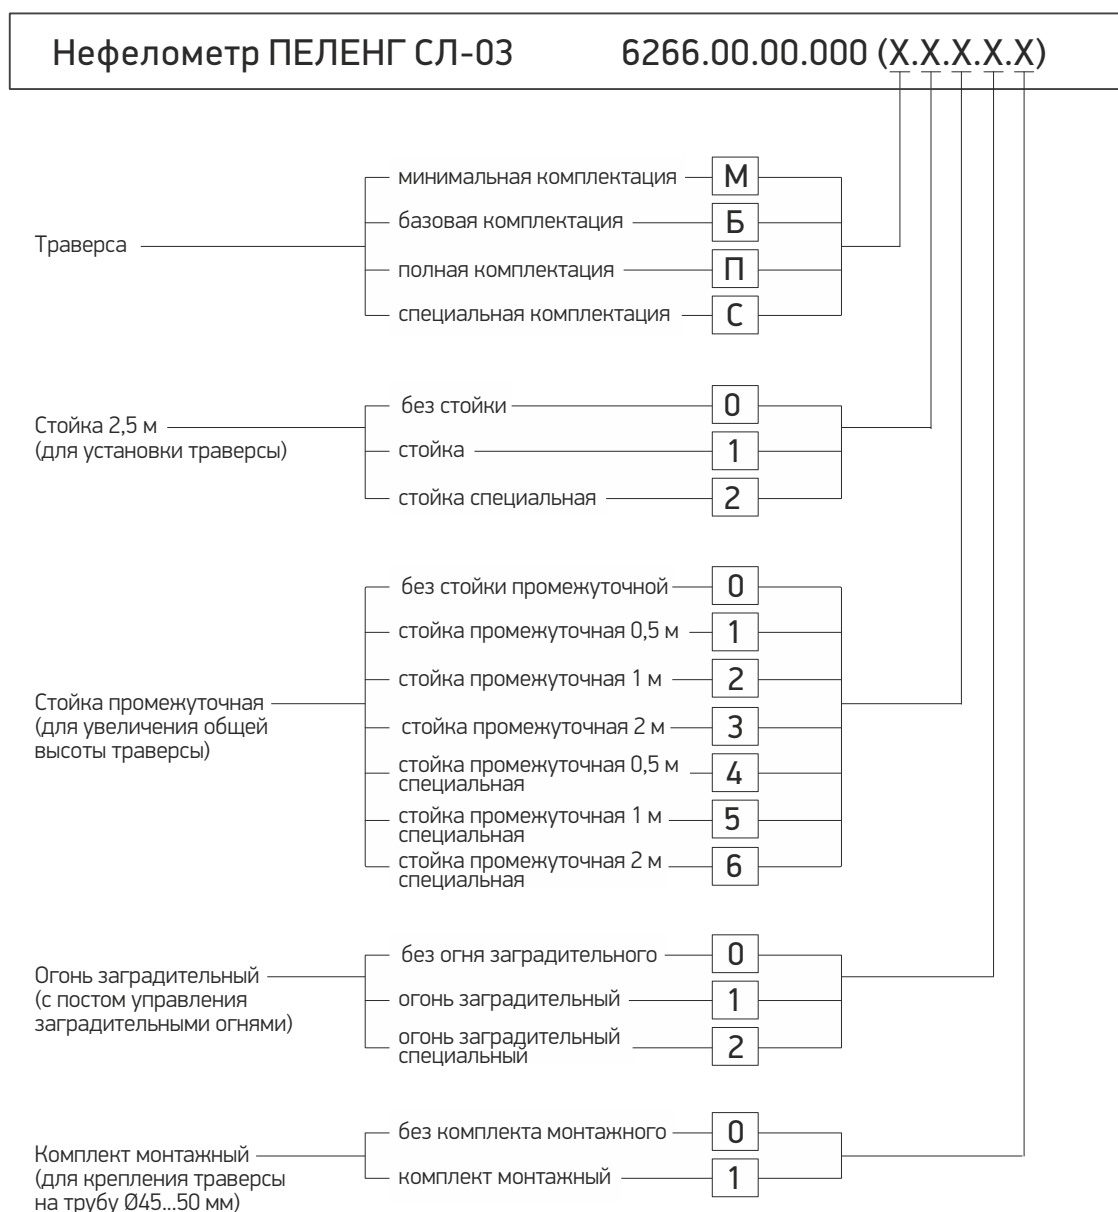 Нефелометр ПЕЛЕНГ СЛ-03 6266.00.00.000 (Х.Х.Х.Х.Х)
Траверса
минимальная комплектация М
базовая комплектация Б
полная комплектация П
специальная комплектация С
Стойка 2,5 м
(для установки траверсы)
без стойки 0
стойка 1
стойка специальная 2
Стойка промежуточная
(для увеличения общей
высоты траверсы)
без стойки промежуточной 0
стойка промежуточная 0,5 м 1
стойка промежуточная 1 м 2
стойка промежуточная 2 м 3
стойка промежуточная 0,5 м
специальная 4
стойка промежуточная 1 м
специальная 5
стойка промежуточная 2 м
специальная 6
Огонь заградительный
(с постом управления
заградительными огнями)
без огня заградительного 0
огонь заградительный 1
огонь заградительный
специальный 2
Комплект монтажный
(для крепления траверсы
на трубу Ø45...50 мм)
без комплекта монтажного 0
комплект монтажный 1